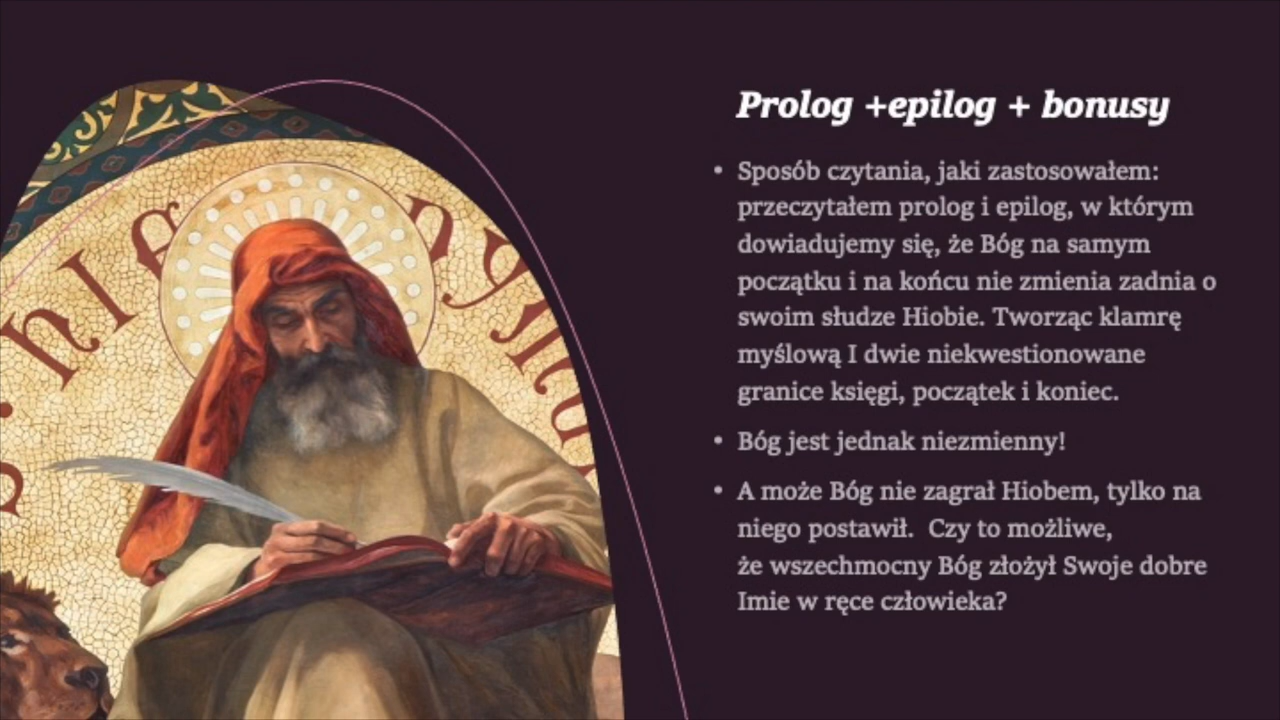 S. HIERONYMU
Prolog +epilog + bonusy
• Sposób czytania, jaki zastosowałem:
przeczytałem prolog i epilog, w którym
dowiadujemy się, że Bóg na samym
początku i na końcu nie zmienia zadnia o
swoim słudze Hiobie. Tworząc klamrę
myślową I dwie niekwestionowane
granice księgi, początek i koniec.
• Bóg jest jednak niezmienny!
• A może Bóg nie zagrał Hiobem, tylko na
niego postawił.  Czy to możliwe,
że wszechmocny Bóg złożył Swoje dobre
Imie w ręce człowieka?